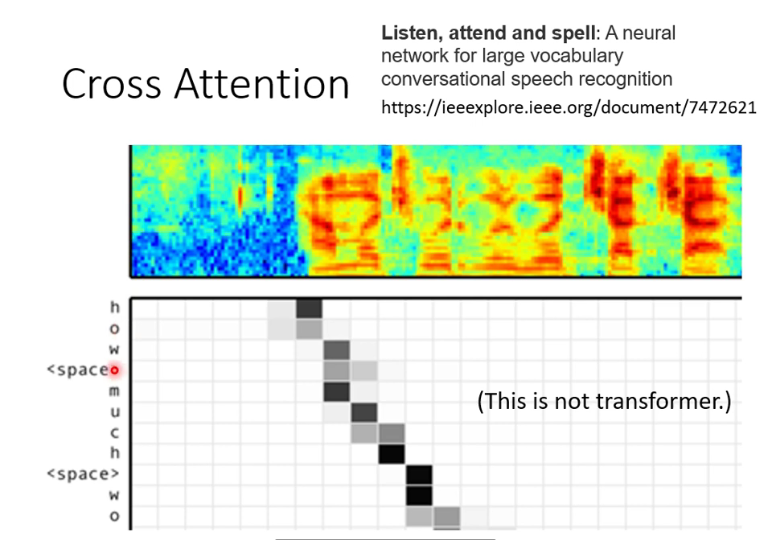 Cross Attention
Listen, attend and spell: A neural
network for large vocabulary
conversational speech recognition
https://ieeexplore.ieee.org/document/7472621
h
o
w
<space
m
u
c
h
<space>
w
o
(This is not transformer.)